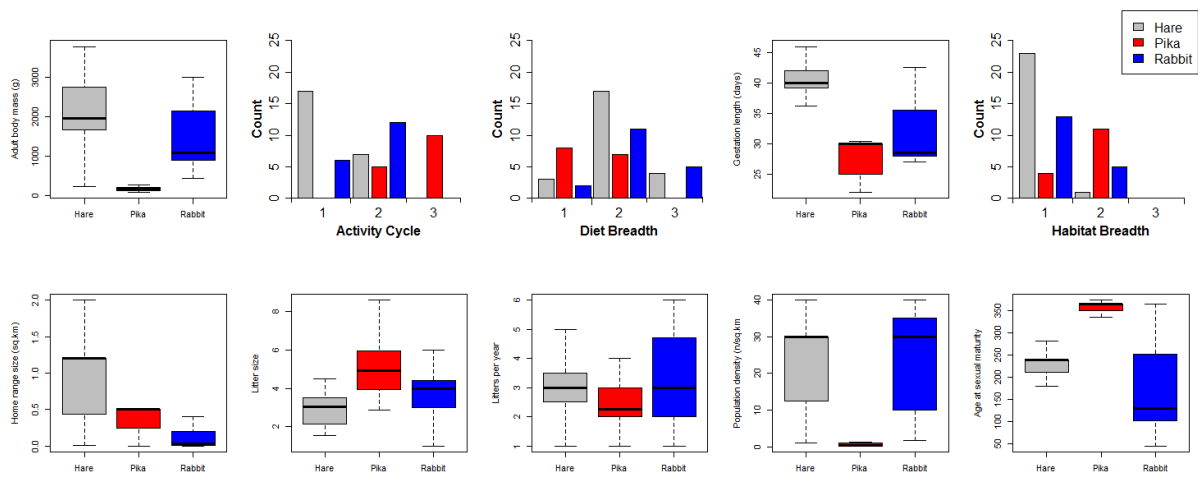 Hare
Pika
Rabbit
Adult body mass (g)
0 1000 2000 3000
Hare Pika Rabbit
Count
0 5 10 15 20 25
1 2 3
Activity Cycle
Count
0 5 10 15 20 25
1 2 3
Diet Breadth
Gestation length (days)
25 30 35 40 45
Hare Pika Rabbit
Count
0 5 10 15 20 25
1 2 3
Habitat Breadth
Home range size (sq.km)
0.0 0.5 1.0 1.5 2.0
Hare Pika Rabbit
Litter size
2 4 6 8
Hare Pika Rabbit
Litters per year
1 2 3 4 5 6
Hare Pika Rabbit
Population density (n/sq.km
0 10 20 30 40
Hare Pika Rabbit
Age at sexual maturity
50 100 150 200 250 300 350
Hare Pika Rabbit